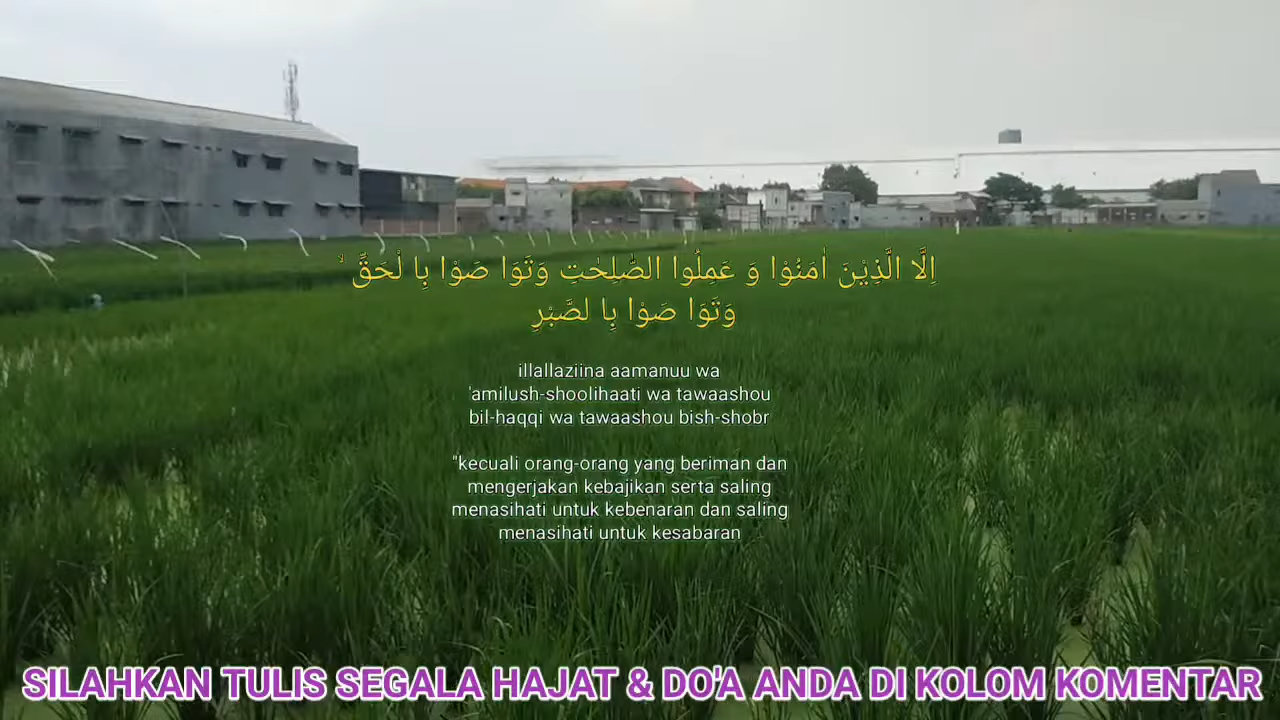 اِلَّا الَّذِيْنَ اٰمَنُوْا وَ عَمِلُوا الصّٰلِحٰتِ وَتَوَا صَوْا بِا لْحَقِّ ۙ
وَتَوَا صَوْا بِا لصَّبْرِ
illallaziina aamanuu wa
'amilush-shoolihaati wa tawaashou
bil-haqqi wa tawaashou bish-shobr
"kecuali orang-orang yang beriman dan
mengerjakan kebajikan serta saling
menasihati untuk kebenaran dan saling
menasihati untuk kesabaran
SILAHKAN TULIS SEGALA HAJAT & DO'A ANDA DI KOLOM KOMENTAR